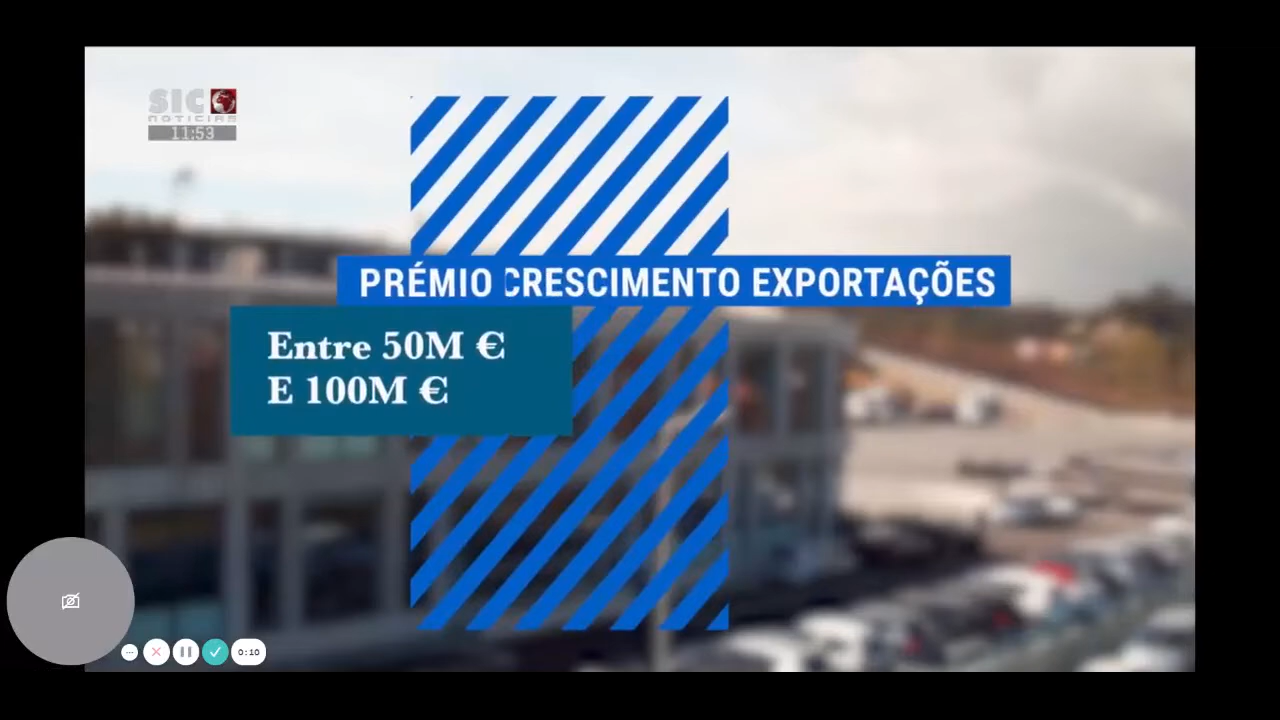 SIC
NOTÍCIAS
11:53
PRÉMIO CRESCIMENTO EXPORTAÇÕES
Entre 50M €
E 100M €
0:10